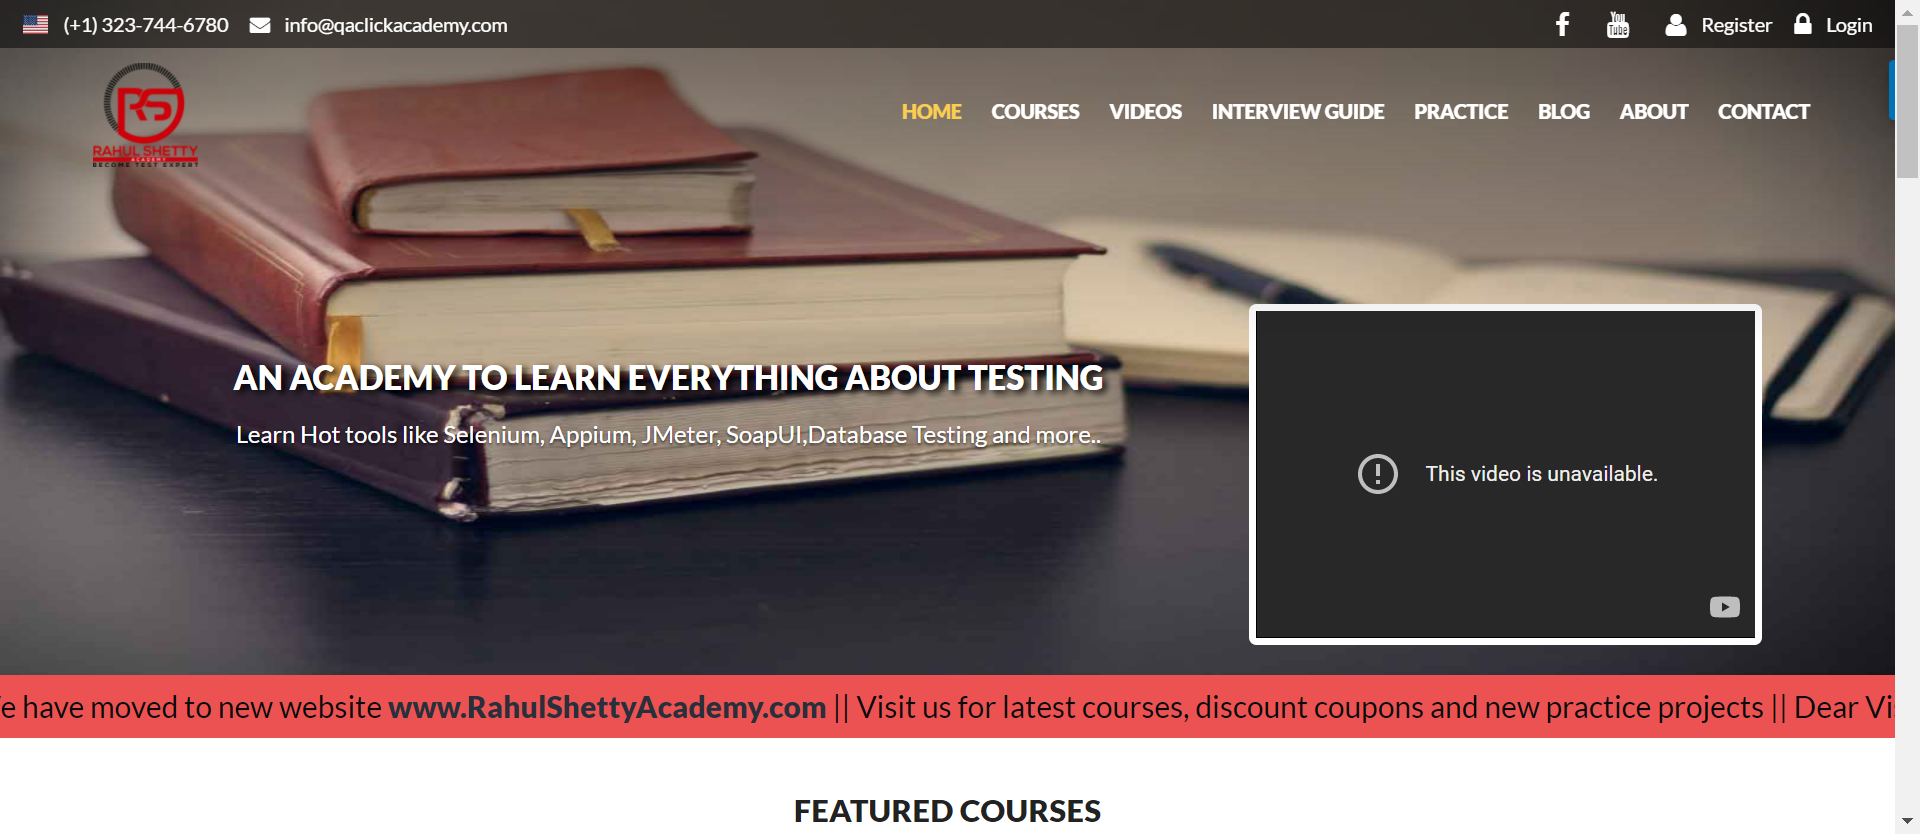 (+1) 323-744-6780 info@qaclickacademy.com You Tube Register Login
RAHUL SHETTY
ACADEMY
BECOME TEST EXPERT
HOME COURSES VIDEOS INTERVIEW GUIDE PRACTICE BLOG ABOUT CONTACT
AN ACADEMY TO LEARN EVERYTHING ABOUT TESTING
Learn Hot tools like Selenium, Appium, JMeter, SoapUI,Database Testing and more..
This video is unavailable.
e have moved to new website www.RahulShettyAcademy.com || Visit us for latest courses, discount coupons and new practice projects || Dear Vis
FEATURED COURSES